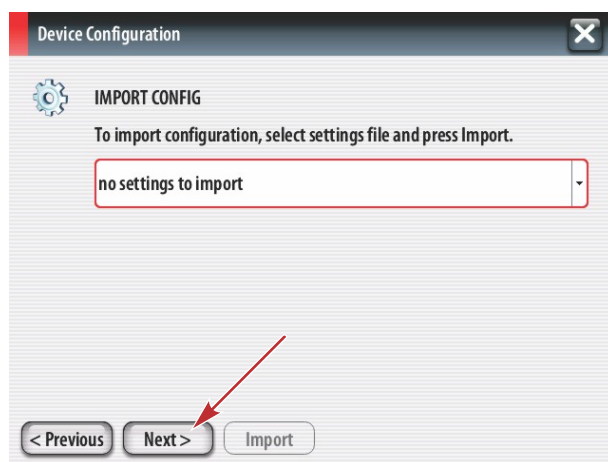 Device Configuration
IMPORT CONFIG
To import configuration, select settings file and press Import.
no settings to import
< Previous Next > Import